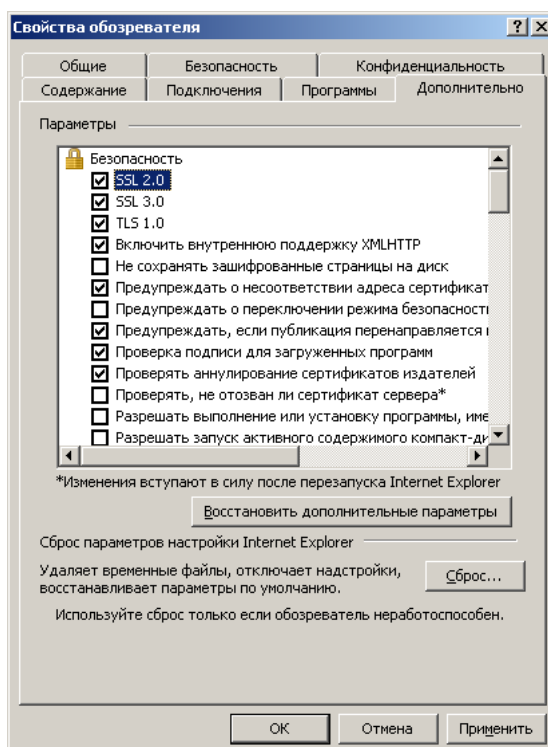 Свойства обозревателя
Общие Безопасность Конфиденциальность
Содержание Подключения Программы Дополнительно
Параметры
Безопасность
SSL 2.0
SSL 3.0
TLS 1.0
Включить внутреннюю поддержку XMLHTTP
Не сохранять зашифрованные страницы на диск
Предупреждать о несоответствии адреса сертификат
Предупреждать о переключении режима безопасности
Предупреждать, если публикация перенаправляется
Проверка подписи для загруженных программ
Проверять аннулирование сертификатов издателей
Проверять, не отозван ли сертификат сервера*
Разрешать выполнение или установку программы, име
Разрешать запуск активного содержимого компакт-ди
*Изменения вступают в силу после перезапуска Internet Explorer
Восстановить дополнительные параметры
Сброс параметров настройки Internet Explorer
Удаляет временные файлы, отключает надстройки,
восстанавливает параметры по умолчанию.
Сброс...
Используйте сброс только если обозреватель неработоспособен.
ОК Отмена Применить